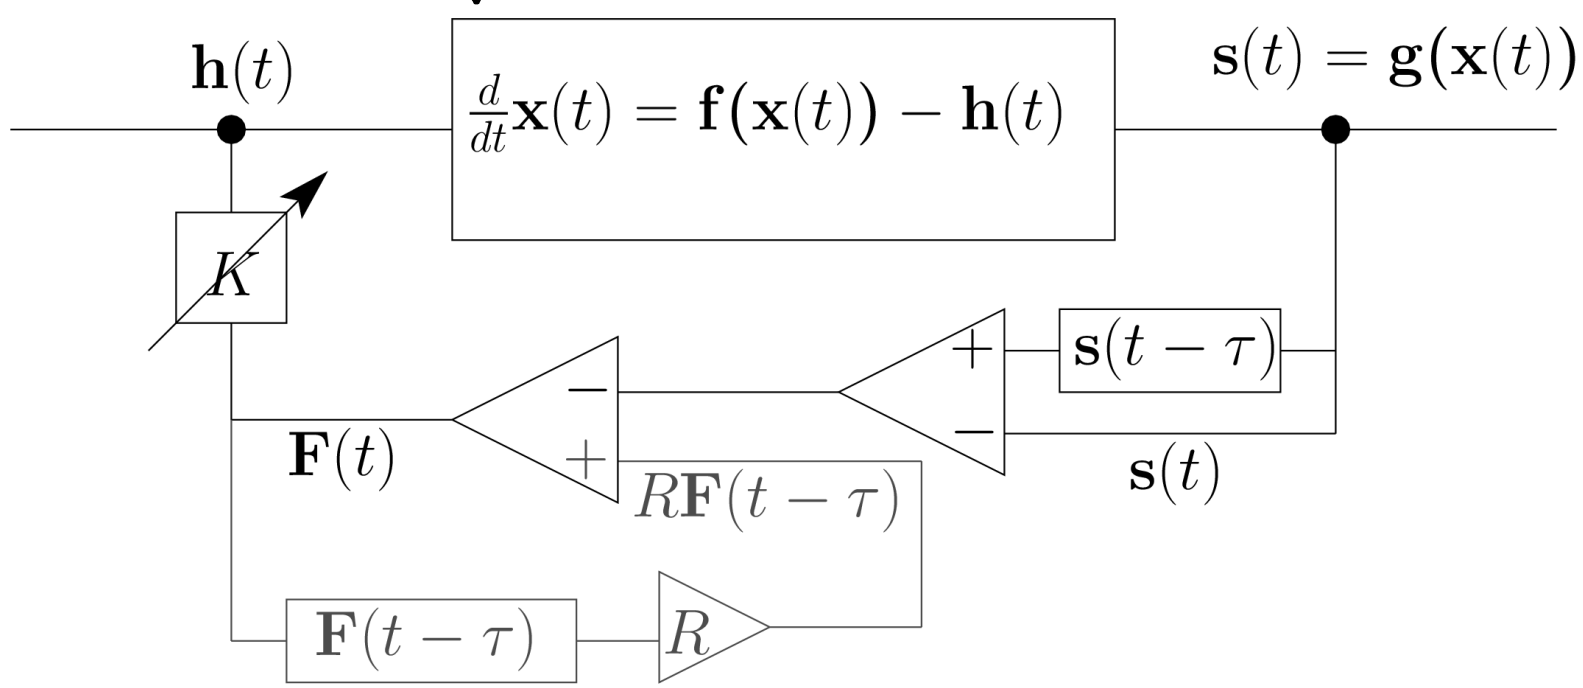 h(t)
d/dt x(t) = f(x(t)) − h(t)
s(t) = g(x(t))
K
+
s(t − τ)
−
−
s(t)
F(t)
+
RF(t − τ)
F(t − τ)
R